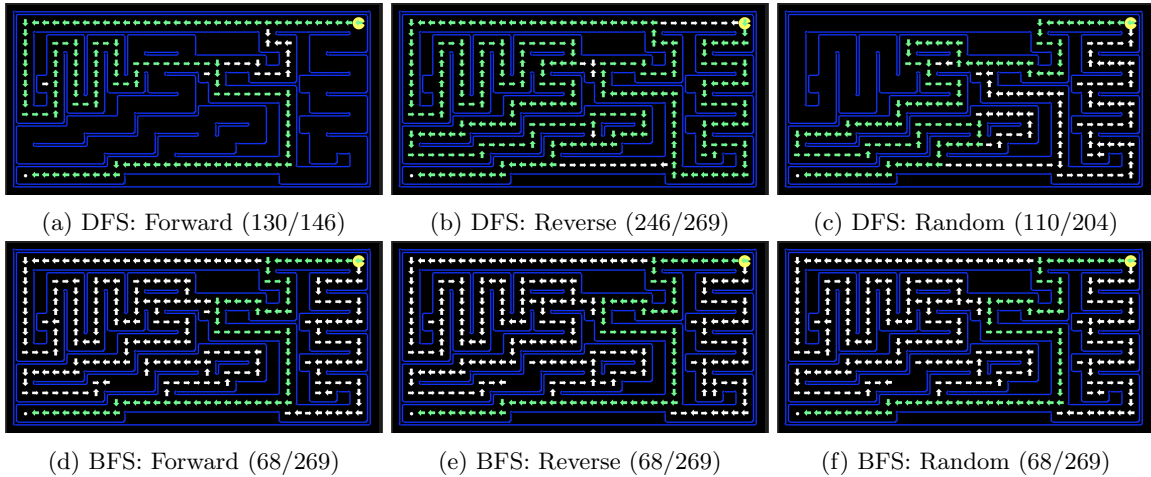 (a) DFS: Forward (130/146)
(b) DFS: Reverse (246/269)
(c) DFS: Random (110/204)
(d) BFS: Forward (68/269)
(e) BFS: Reverse (68/269)
(f) BFS: Random (68/269)